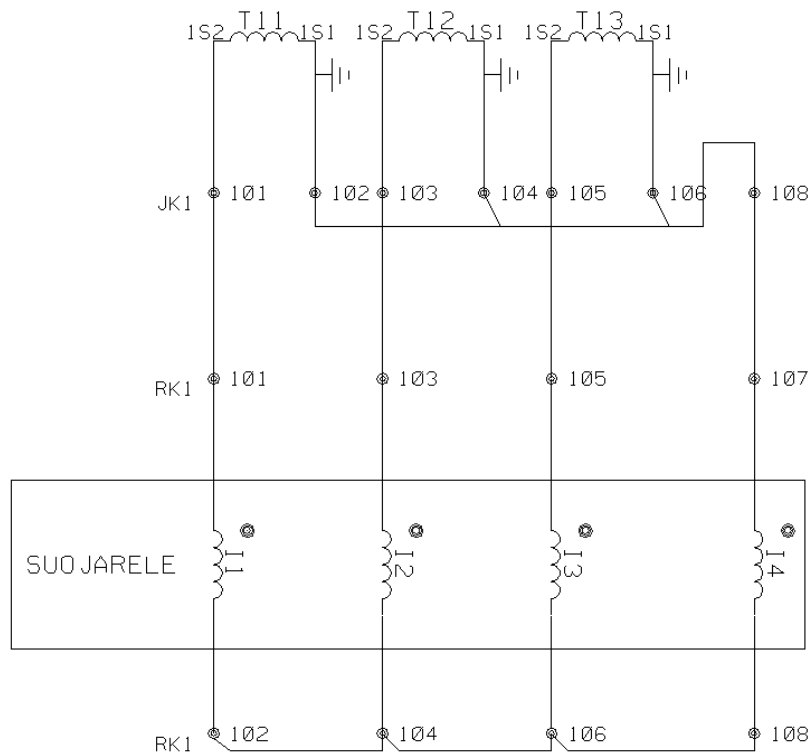 1S2 T11 1S1 1S2 T12 1S1 1S2 T13 1S1
JK1 101 102 103 104 105 106 108
RK1 101 103 105 107
SUOJARELE I1 I2 I3 I4
RK1 102 104 106 108